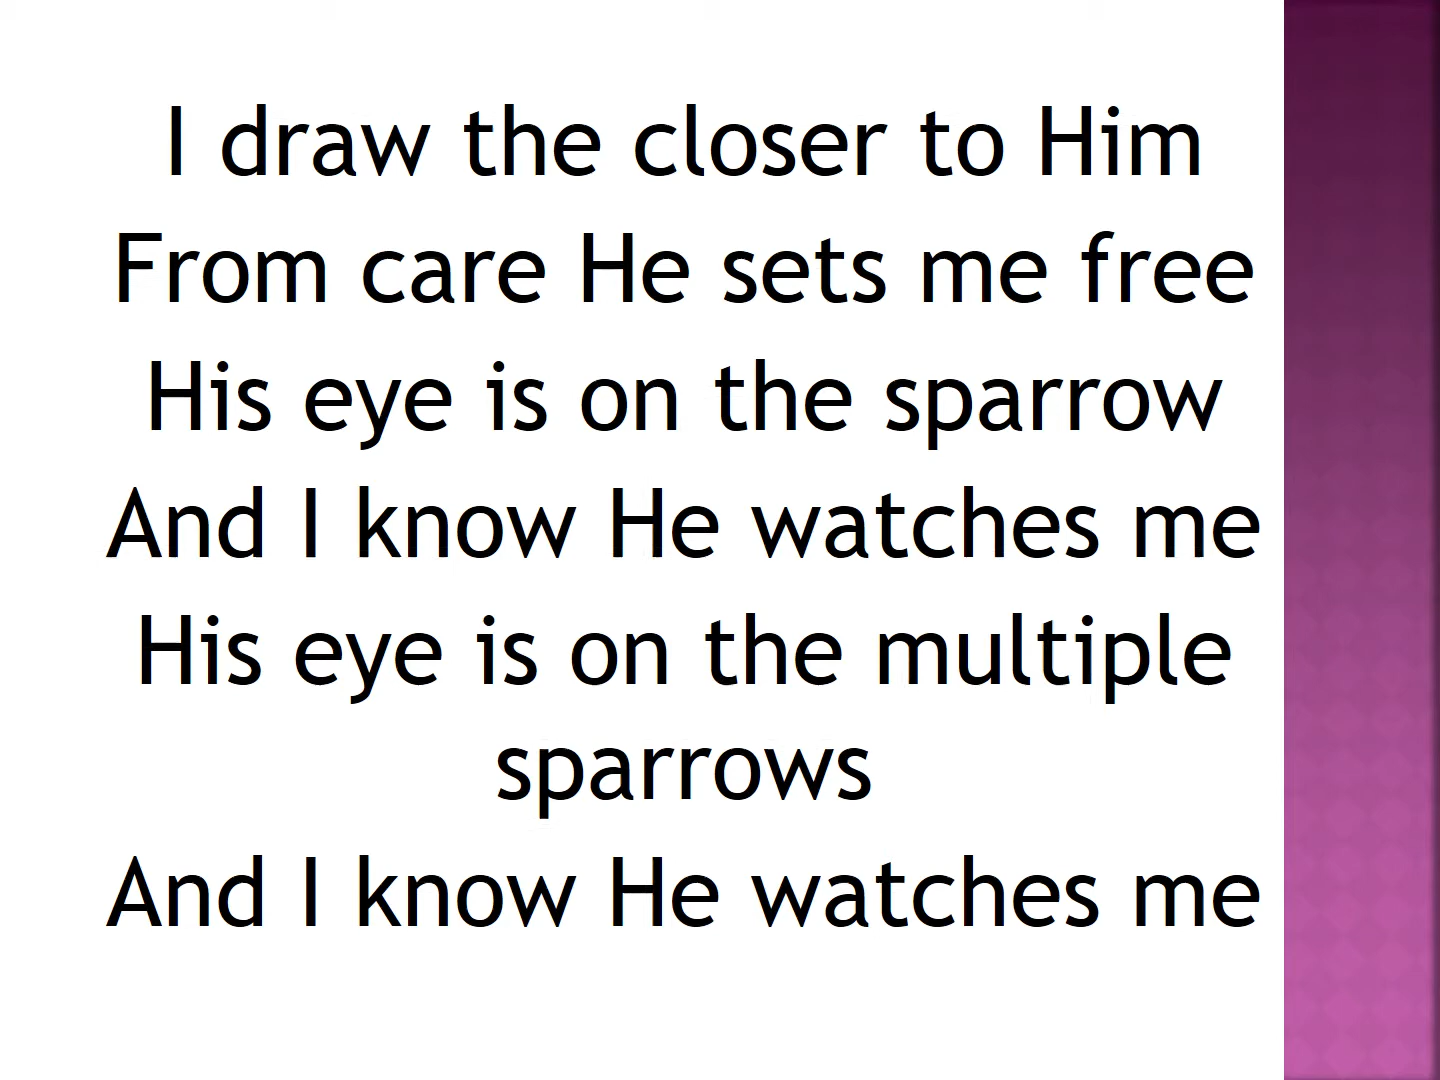 I draw the closer to Him
From care He sets me free
His eye is on the sparrow
And I know He watches me
His eye is on the multiple
sparrows
And I know He watches me